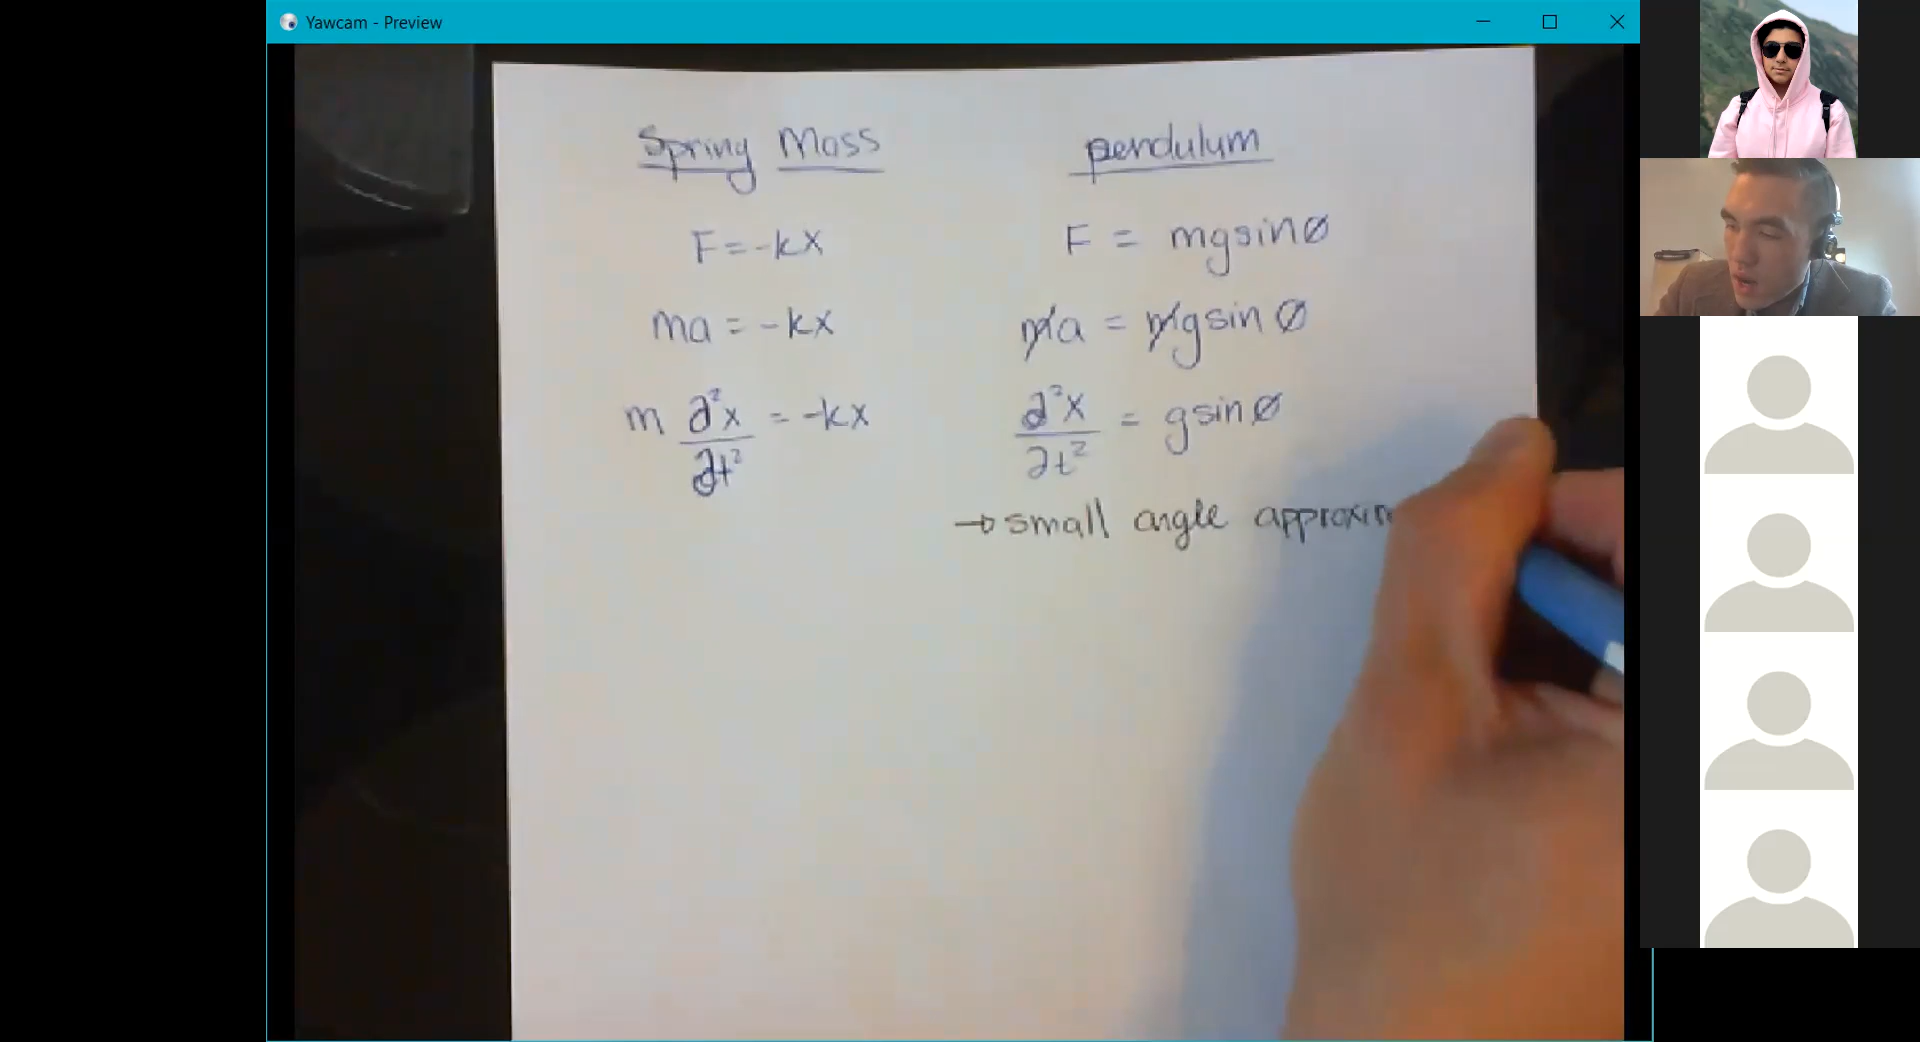 Yawcam - Preview
Spring Mass
F = -kx
ma = -kx
m ∂²x/∂t² = -kx
pendulum
F = mgsinø
ma = mgsin ø
∂²x/∂t² = gsinø
→ small angle approxim